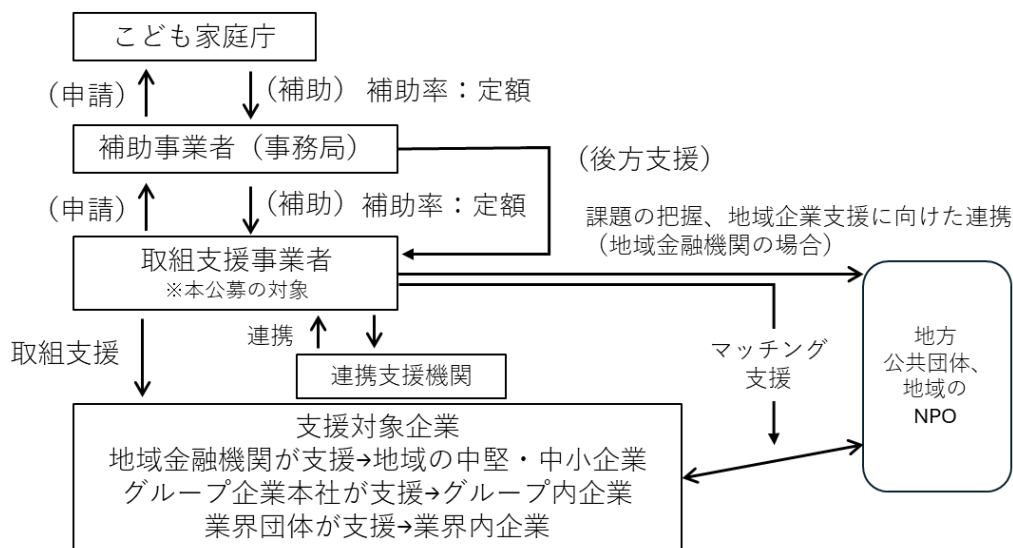 こども家庭庁
（申請）
（補助） 補助率：定額
補助事業者（事務局）
（後方支援）
（申請）
（補助） 補助率：定額
課題の把握、地域企業支援に向けた連携
（地域金融機関の場合）
取組支援事業者
※本公募の対象
取組支援
連携
連携支援機関
マッチング
支援
地方
公共団体、
地域の
NPO
支援対象企業
地域金融機関が支援→地域の中堅・中小企業
グループ企業本社が支援→グループ内企業
業界団体が支援→業界内企業